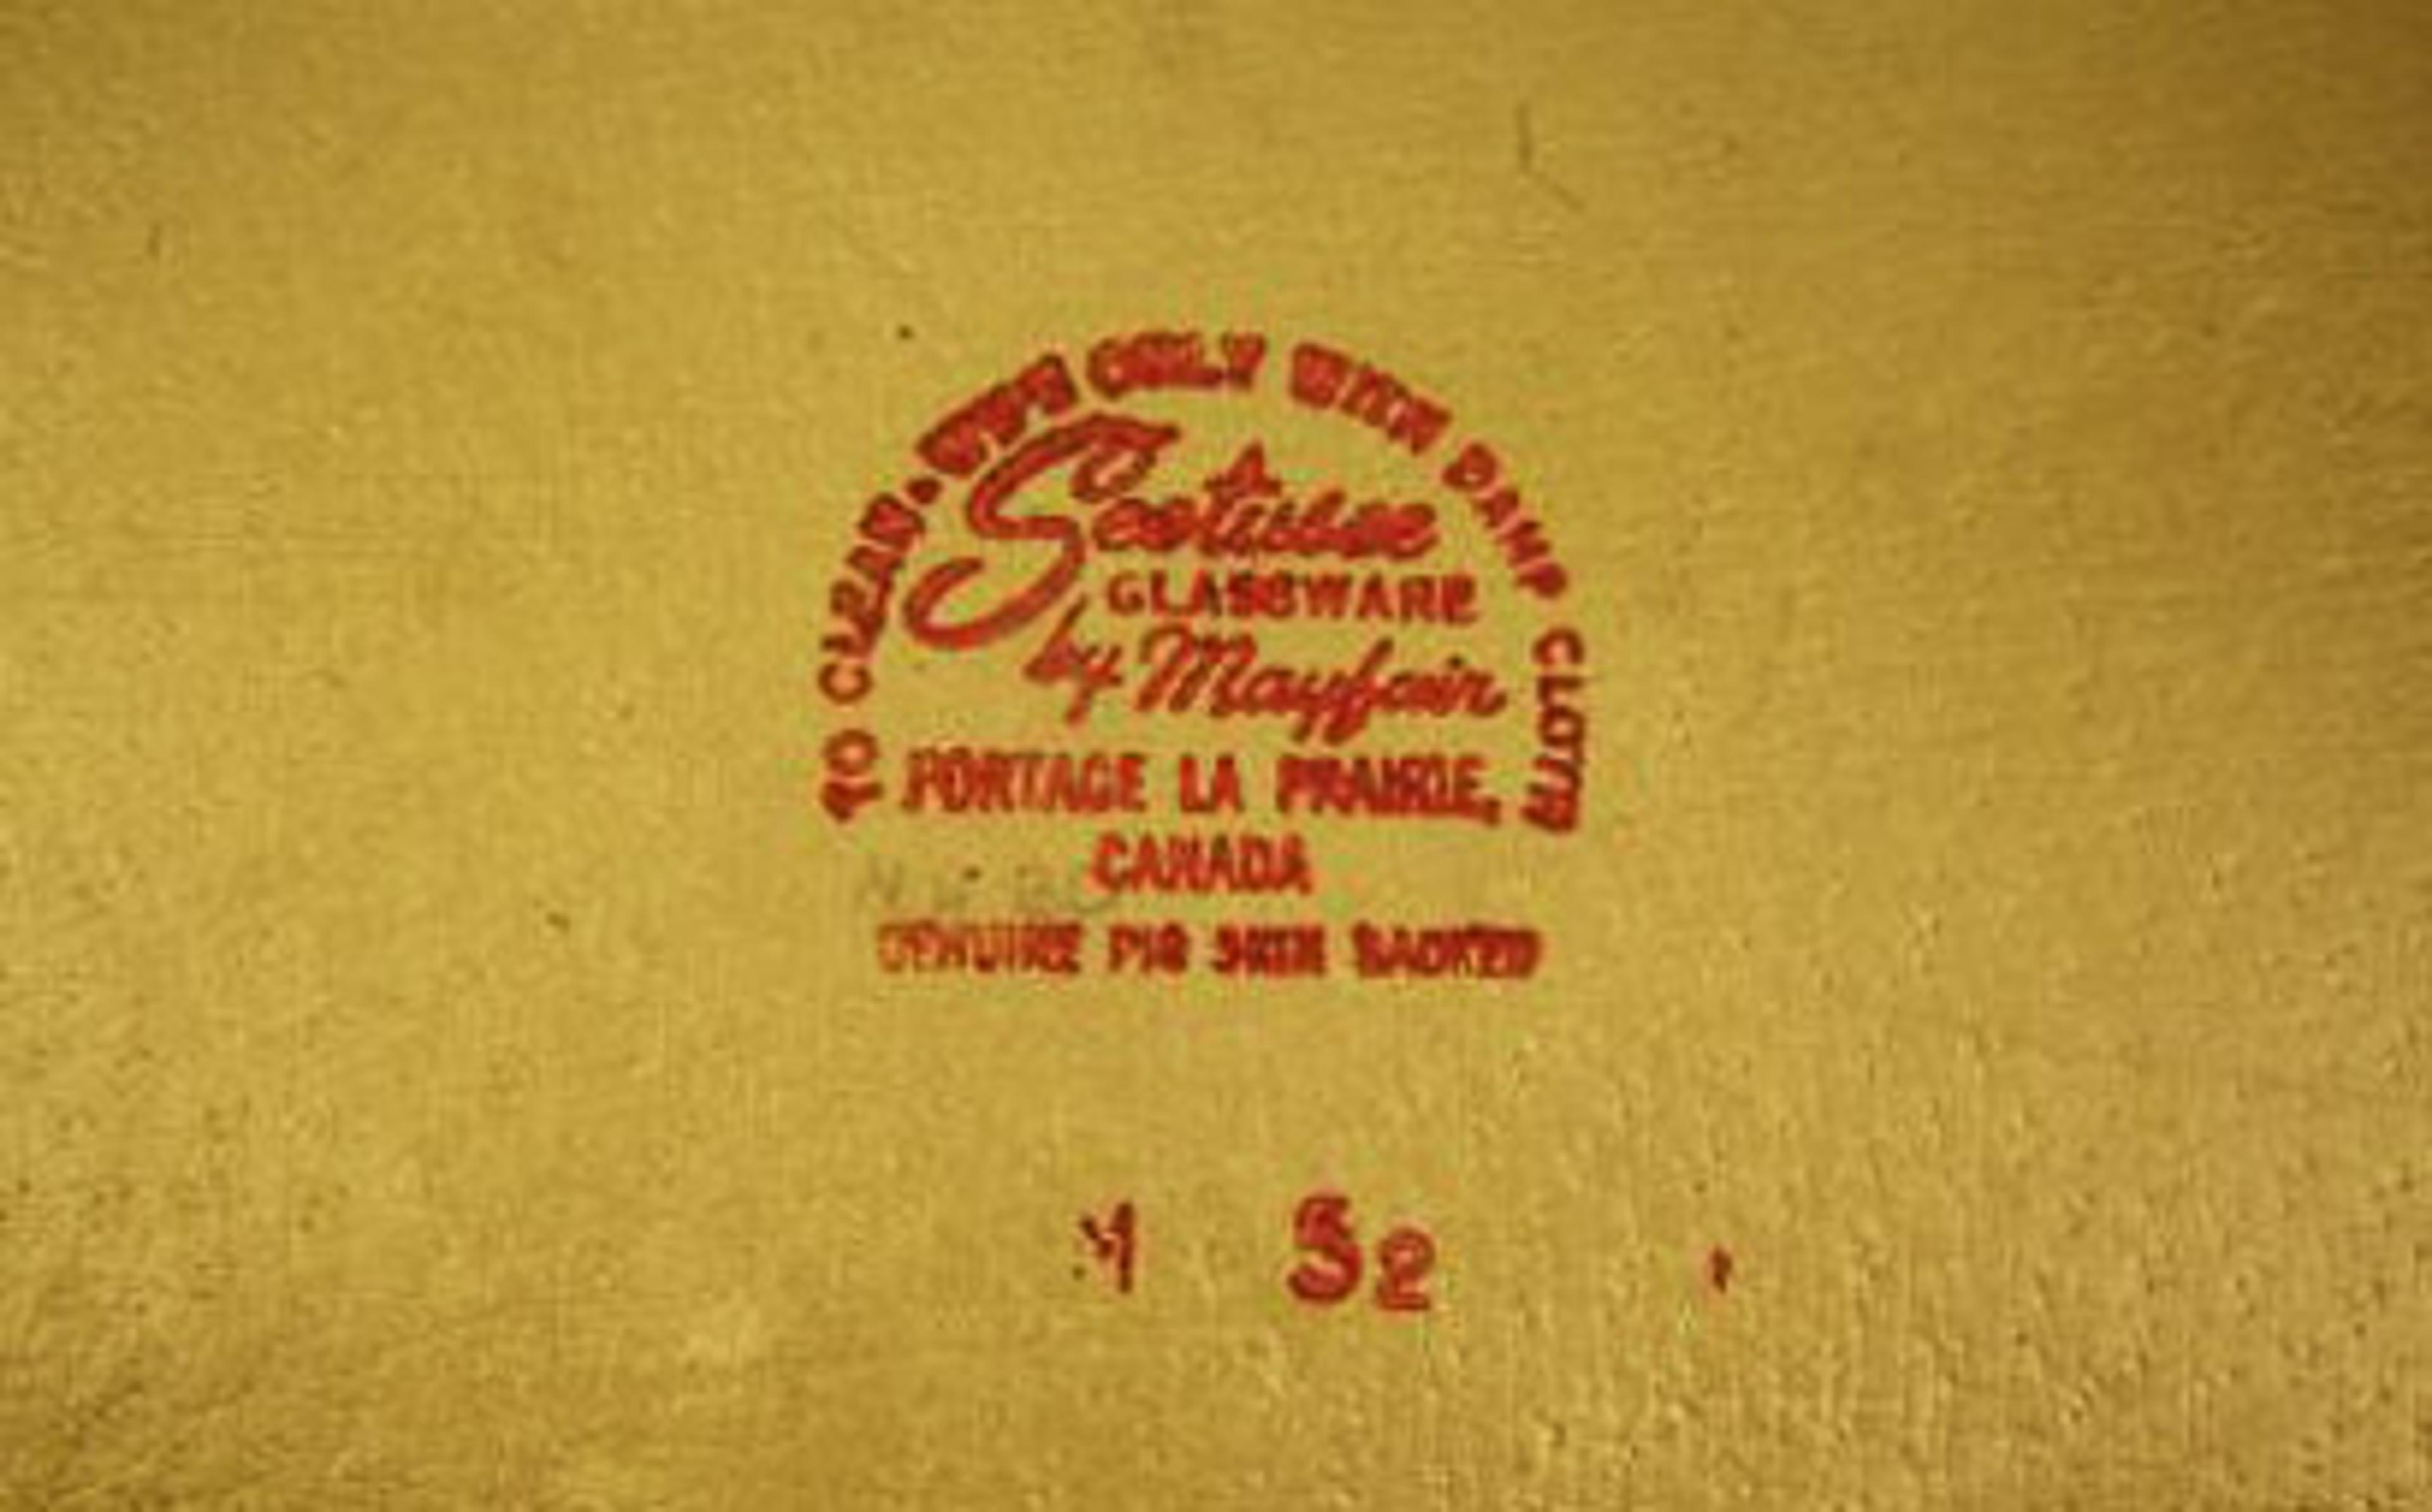 TO CLEAN, WIPE ONLY WITH DAMP CLOTH
GLASSWARE
by Mayfair
PORTAGE LA PRAIRIE,
CANADA
GENUINE PIG SKIN BACKED
52